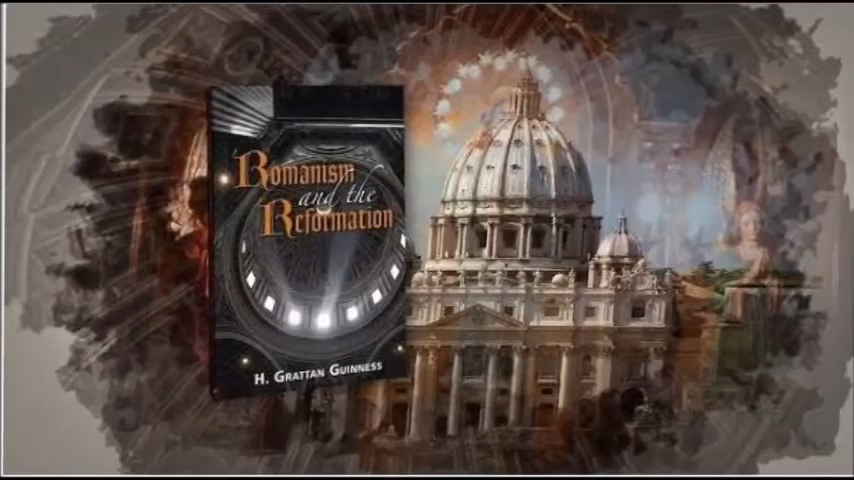 Romanism
and the
Reformation
H. Grattan Guinness